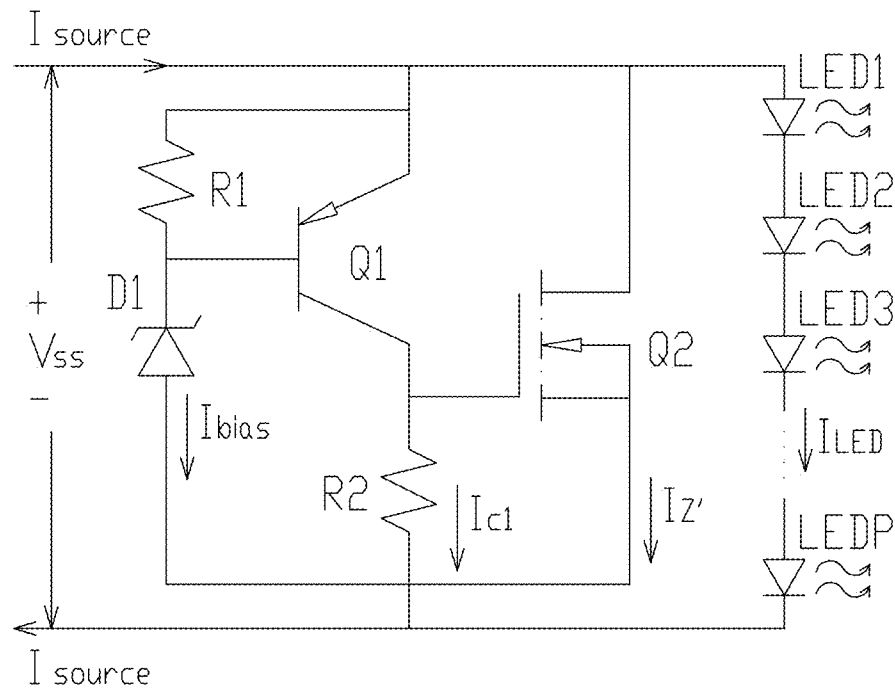 I source
LED1
R1
LED2
Q1
D1
+
Vss
-
LED3
Q2
Ibias
ILED
R2
Ic1
IZ'
LEDP
I source